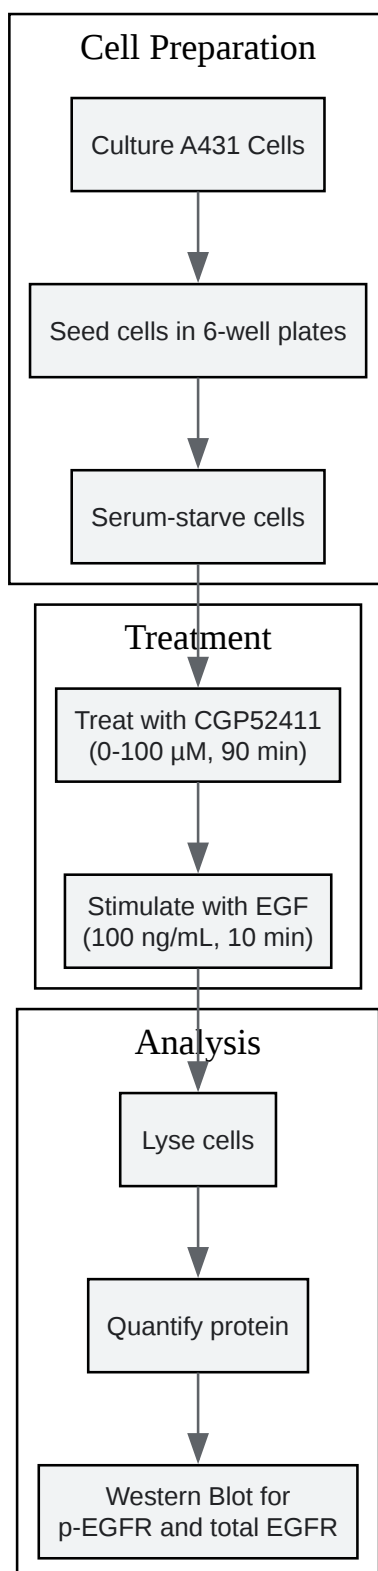 Cell Preparation
Culture A431 Cells
Seed cells in 6-well plates
Serum-starve cells
Treatment
Treat with CGP52411
(0-100 µM, 90 min)
Stimulate with EGF
(100 ng/mL, 10 min)
Analysis
Lyse cells
Quantify protein
Western Blot for
p-EGFR and total EGFR